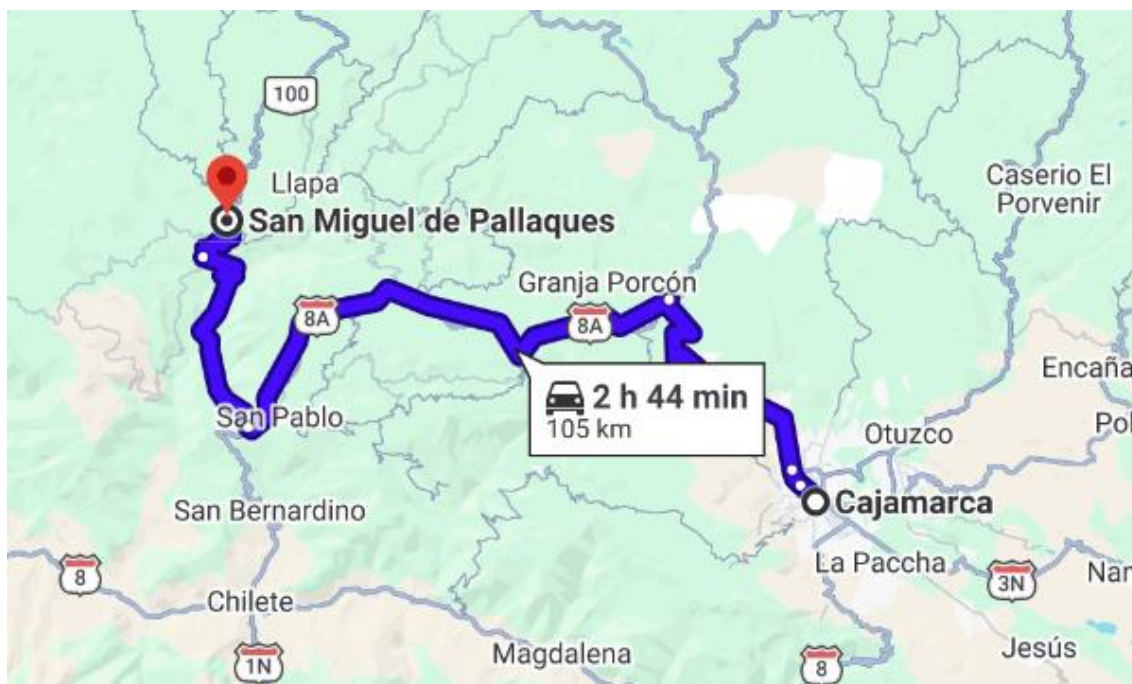 100
Llapa
San Miguel de Pallaques
Caserio El
Porvenir
Granja Porcón
8A
8A
2 h 44 min
105 km
Encaña
San Pablo
Otuzco
Pol
Cajamarca
San Bernardino
La Paccha
8
3N
Nar
Chilete
Jesús
Magdalena
1N
8